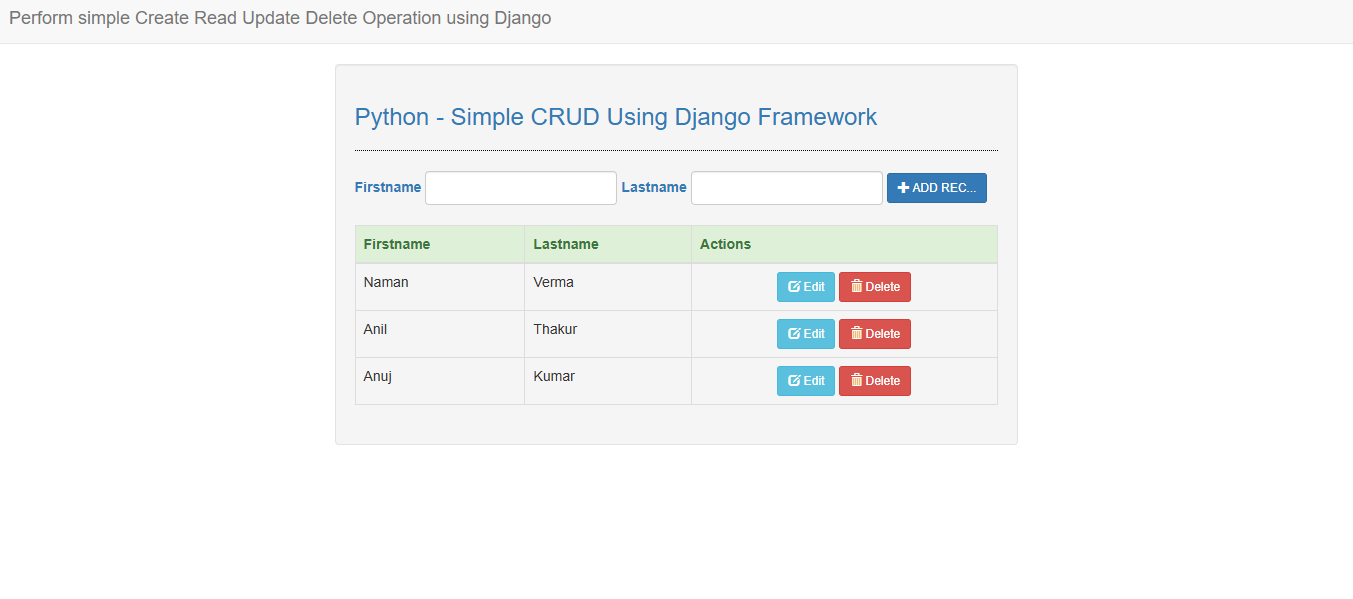 Perform simple Create Read Update Delete Operation using Django
Python - Simple CRUD Using Django Framework
Firstname Lastname ADD REC...
Firstname Lastname Actions
Naman Verma Edit Delete
Anil Thakur Edit Delete
Anuj Kumar Edit Delete